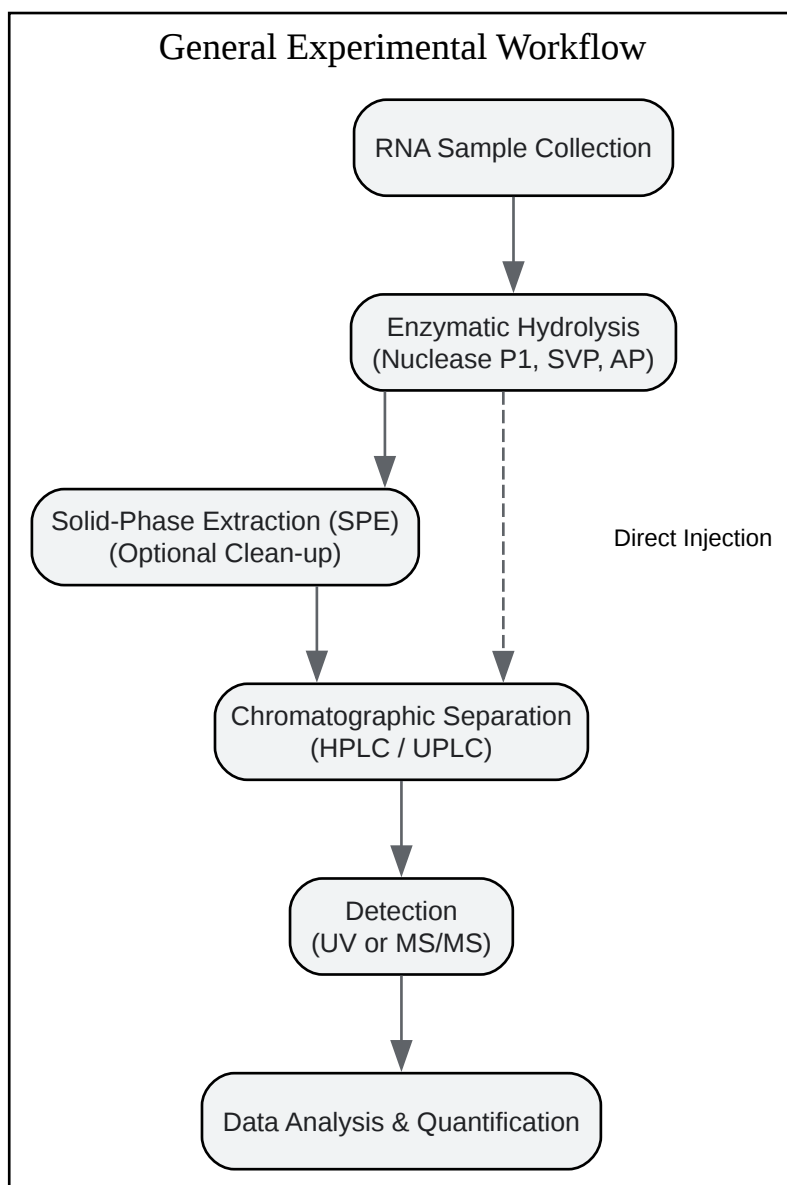 General Experimental Workflow
RNA Sample Collection
Enzymatic Hydrolysis
(Nuclease P1, SVP, AP)
Solid-Phase Extraction (SPE)
(Optional Clean-up)
Direct Injection
Chromatographic Separation
(HPLC / UPLC)
Detection
(UV or MS/MS)
Data Analysis & Quantification